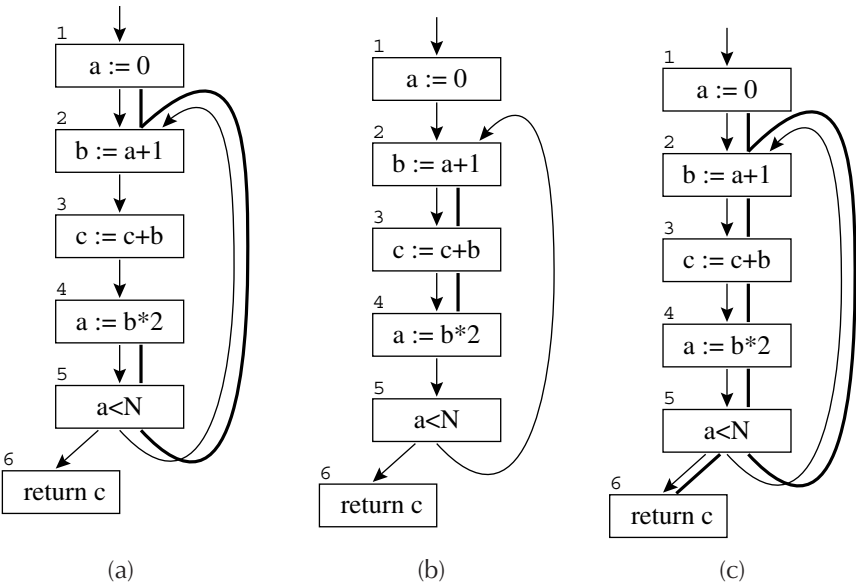 1
a := 0
2
b := a+1
3
c := c+b
4
a := b*2
5
a<N
6
return c
(a)
1
a := 0
2
b := a+1
3
c := c+b
4
a := b*2
5
a<N
6
return c
(b)
1
a := 0
2
b := a+1
3
c := c+b
4
a := b*2
5
a<N
6
return c
(c)